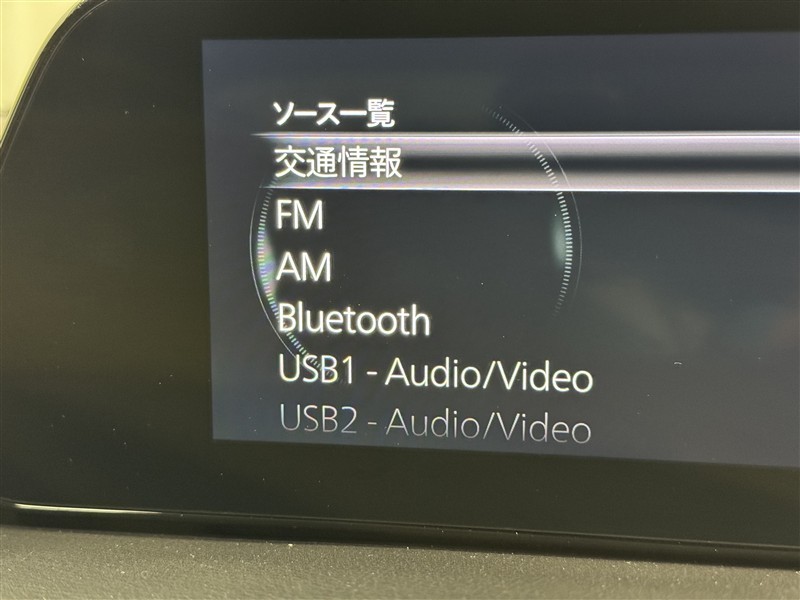 ソース一覧
交通情報
FM
AM
Bluetooth
USB1 - Audio/Video
USB2 - Audio/Video